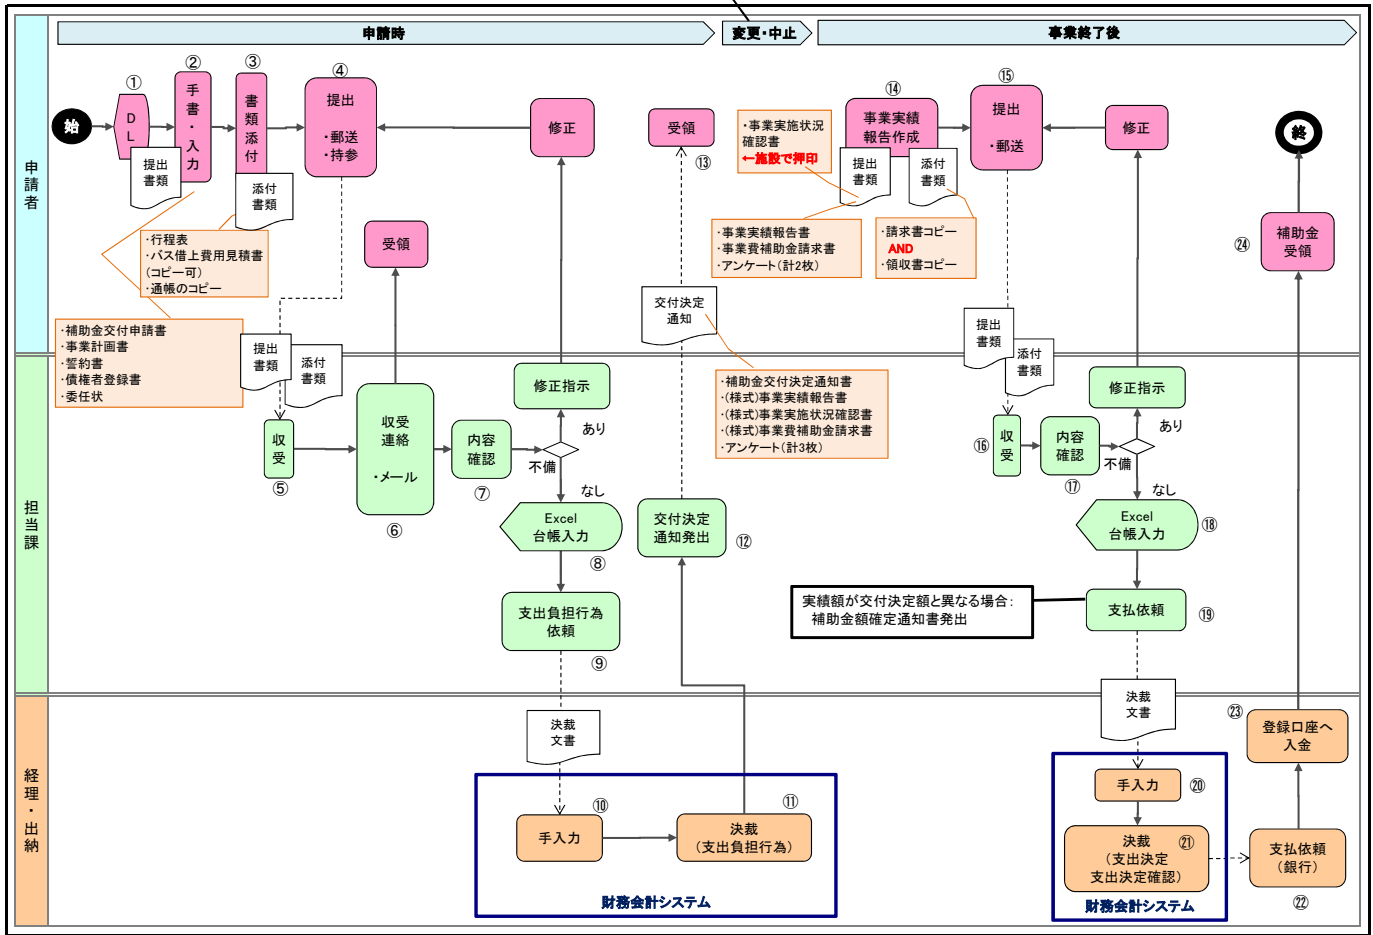 申請時
変更・中止
事業終了後
申請者
始
①
DL
②
手書・入力
③
書類添付
④
提出
・郵送
・持参
提出
書類
添付
書類
・行程表
・バス借上費用見積書
(コピー可)
・通帳のコピー
・補助金交付申請書
・事業計画書
・誓約書
・債権者登録書
・委任状
受領
修正
受領
⑬
交付決定
通知
・事業実施状況
確認書
←施設で押印
⑭
事業実績
報告作成
提出
書類
添付
書類
・事業実績報告書
・事業費補助金請求書
・アンケート(計2枚)
・請求書コピー
AND
・領収書コピー
⑮
提出
・郵送
修正
終
㉔
補助金
受領
提出
書類
添付
書類
提出
書類
添付
書類
担当課
収受
⑤
収受
連絡
・メール
⑥
内容
確認
⑦
修正指示
あり
不備
なし
Excel
台帳入力
⑧
支出負担行為
依頼
⑨
交付決定
通知発出
⑫
・補助金交付決定通知書
・(様式)事業実績報告書
・(様式)事業実施状況確認書
・(様式)事業費補助金請求書
・アンケート(計3枚)
⑯
収受
内容
確認
⑰
修正指示
あり
不備
なし
Excel
台帳入力
⑱
実績額が交付決定額と異なる場合:
補助金額確定通知書発出
支払依頼
⑲
経理・出納
決裁
文書
⑩
手入力
⑪
決裁
(支出負担行為)
財務会計システム
決裁
文書
手入力
⑳
決裁
(支出決定
支出決定確認)
㉑
財務会計システム
支払依頼
(銀行)
㉒
㉓
登録口座へ
入金